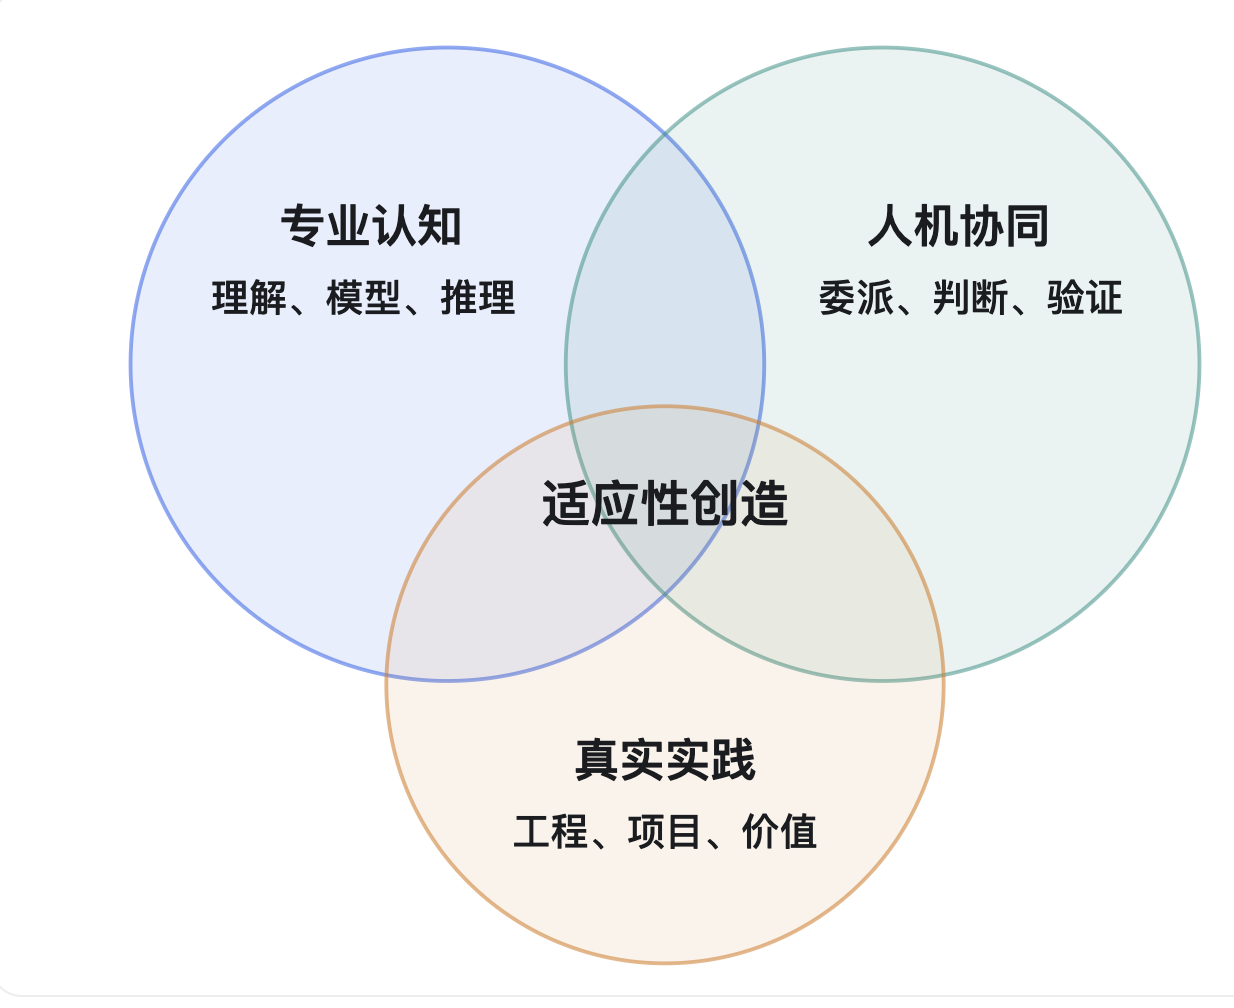 专业认知
理解、模型、推理
人机协同
委派、判断、验证
适应性创造
真实实践
工程、项目、价值